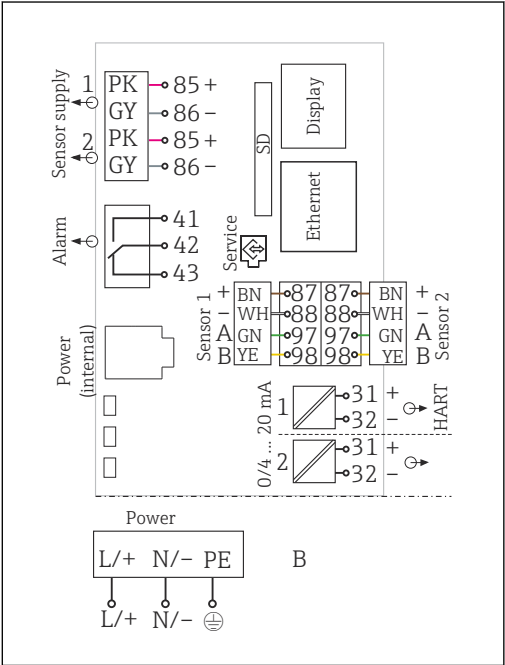 Sensor supply
1 PK 85 +
GY 86 –
2 PK 85 +
GY 86 –
SD
Display
Ethernet
Alarm
41
42
43
Service
Sensor 1
+ BN 87 87 BN +
– WH 88 88 WH –
A GN 97 97 GN A
B YE 98 98 YE B
Sensor 2
Power
(internal)
0/4 ... 20 mA
1 31 +
32 –
HART
2 31 +
32 –
Power
L/+ N/– PE
B
L/+ N/–